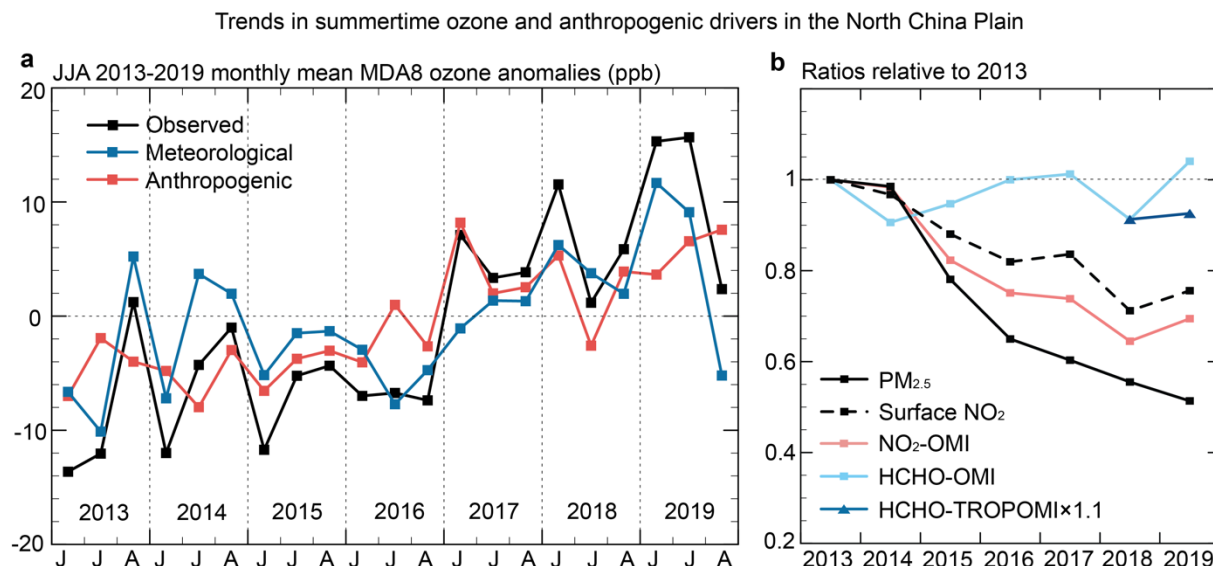 Trends in summertime ozone and anthropogenic drivers in the North China Plain
a
JJA 2013-2019 monthly mean MDA8 ozone anomalies (ppb)
20
10
0
-10
-20
Observed
Meteorological
Anthropogenic
2013 2014 2015 2016 2017 2018 2019
J J A J J A J J A J J A J J A J J A J J A
b
Ratios relative to 2013
1
0.8
0.6
0.4
0.2
PM₂.₅
Surface NO₂
NO₂-OMI
HCHO-OMI
HCHO-TROPOMI×1.1
2013 2014 2015 2016 2017 2018 2019